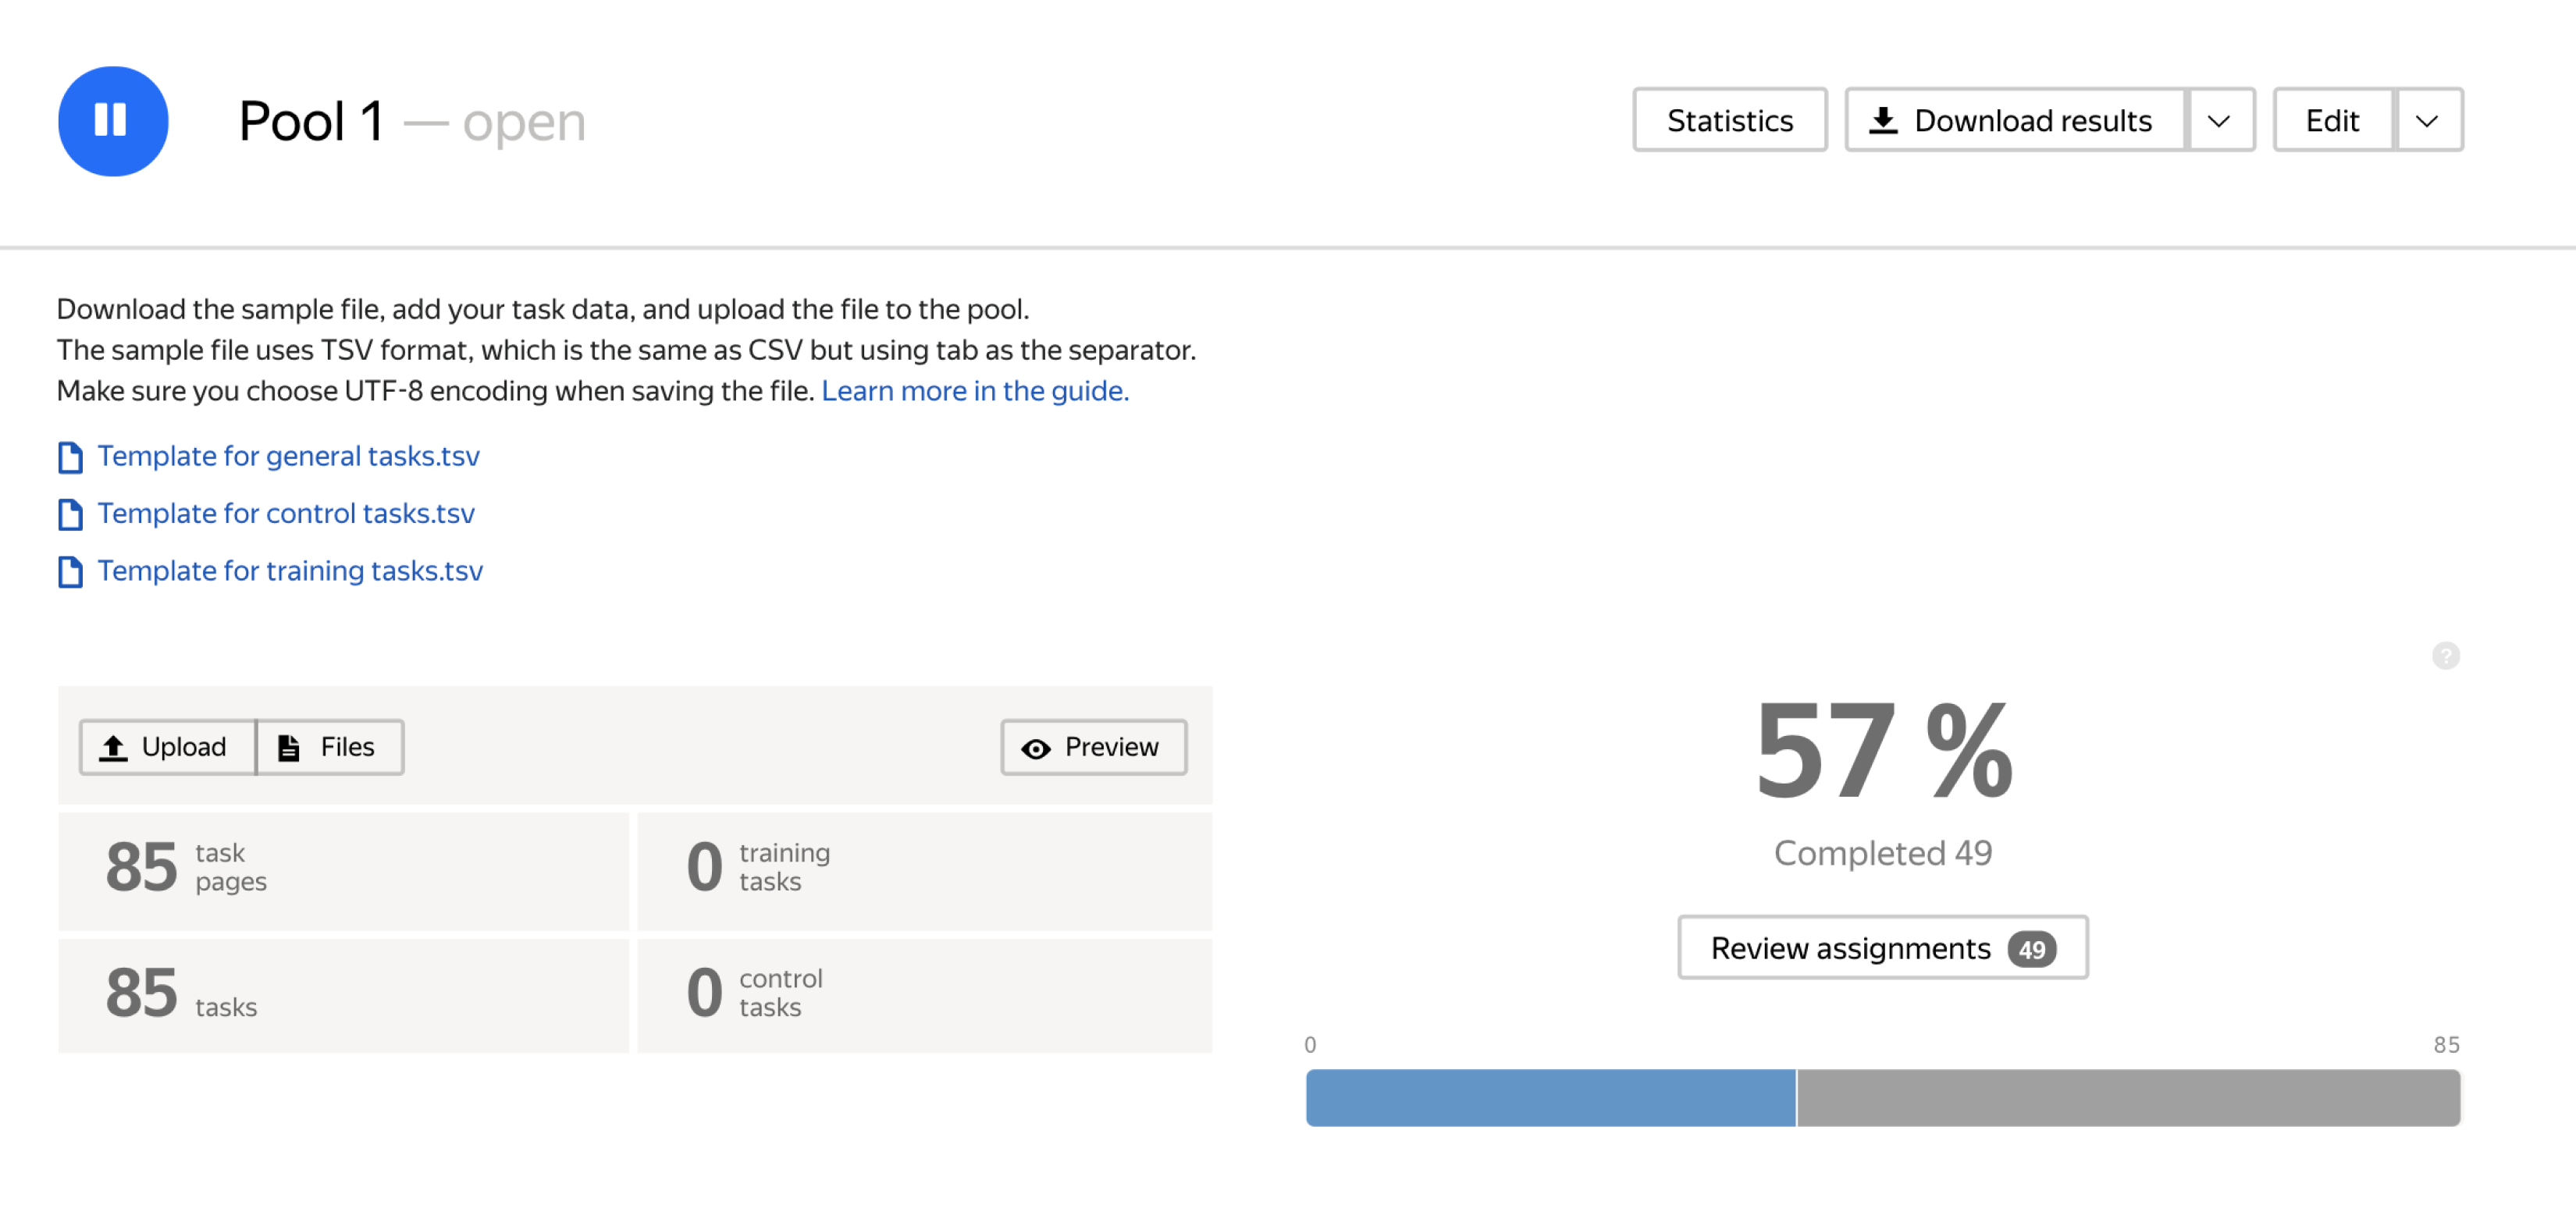 Pool 1 — open
Statistics
Download results
Edit
Download the sample file, add your task data, and upload the file to the pool.
The sample file uses TSV format, which is the same as CSV but using tab as the separator.
Make sure you choose UTF-8 encoding when saving the file. Learn more in the guide.
Template for general tasks.tsv
Template for control tasks.tsv
Template for training tasks.tsv
?
Upload
Files
Preview
85 task pages
0 training tasks
85 tasks
0 control tasks
57 %
Completed 49
Review assignments 49
0
85